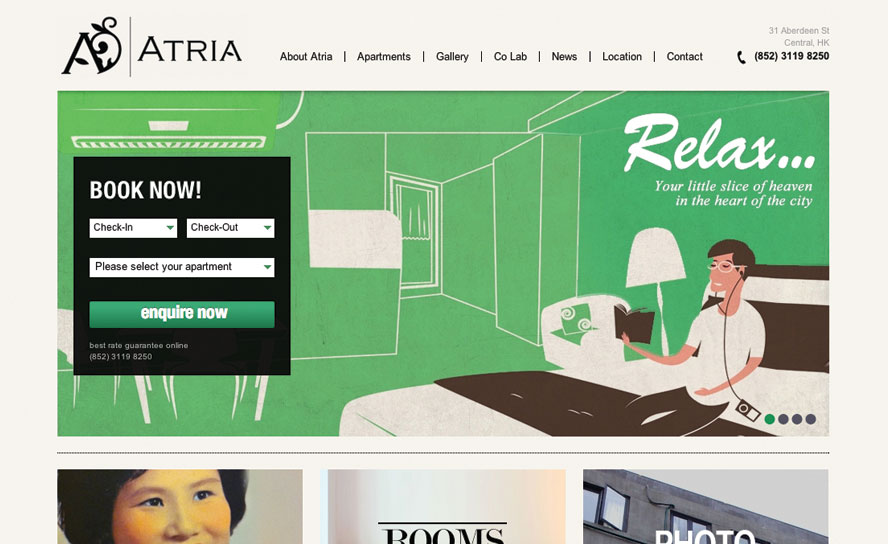 ATRIA
About Atria
Apartments
Gallery
Co Lab
News
Location
Contact
31 Aberdeen St
Central, HK
(852) 3119 8250
Relax...
Your little slice of heaven
in the heart of the city
BOOK NOW!
Check-In
Check-Out
Please select your apartment
enquire now
best rate guarantee online
(852) 3119 8250
ROOMS
PHOTO